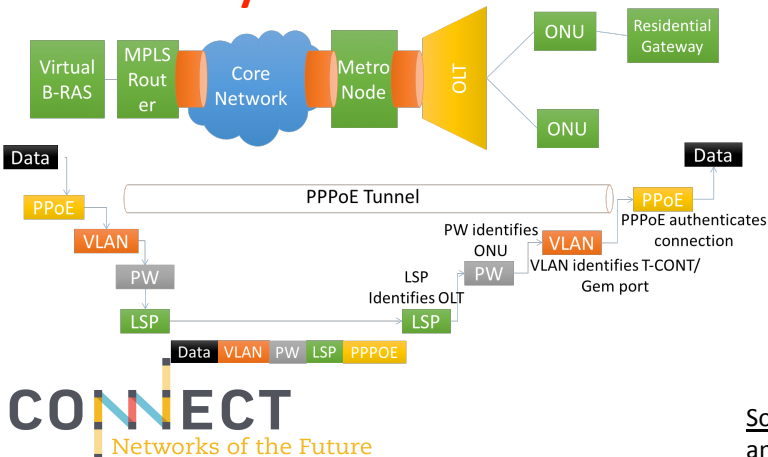 Virtual
B-RAS
MPLS
Rout
er
Core
Network
Metro
Node
OLT
ONU
Residential
Gateway
ONU
Data
PPoE
VLAN
PW
LSP
PPPoE Tunnel
LSP
Identifies OLT
LSP
PW identifies
ONU
PW
VLAN
VLAN identifies T-CONT/
Gem port
PPoE
PPPoE authenticates
connection
Data
Data VLAN PW LSP PPPOE
CONNECT
Networks of the Future